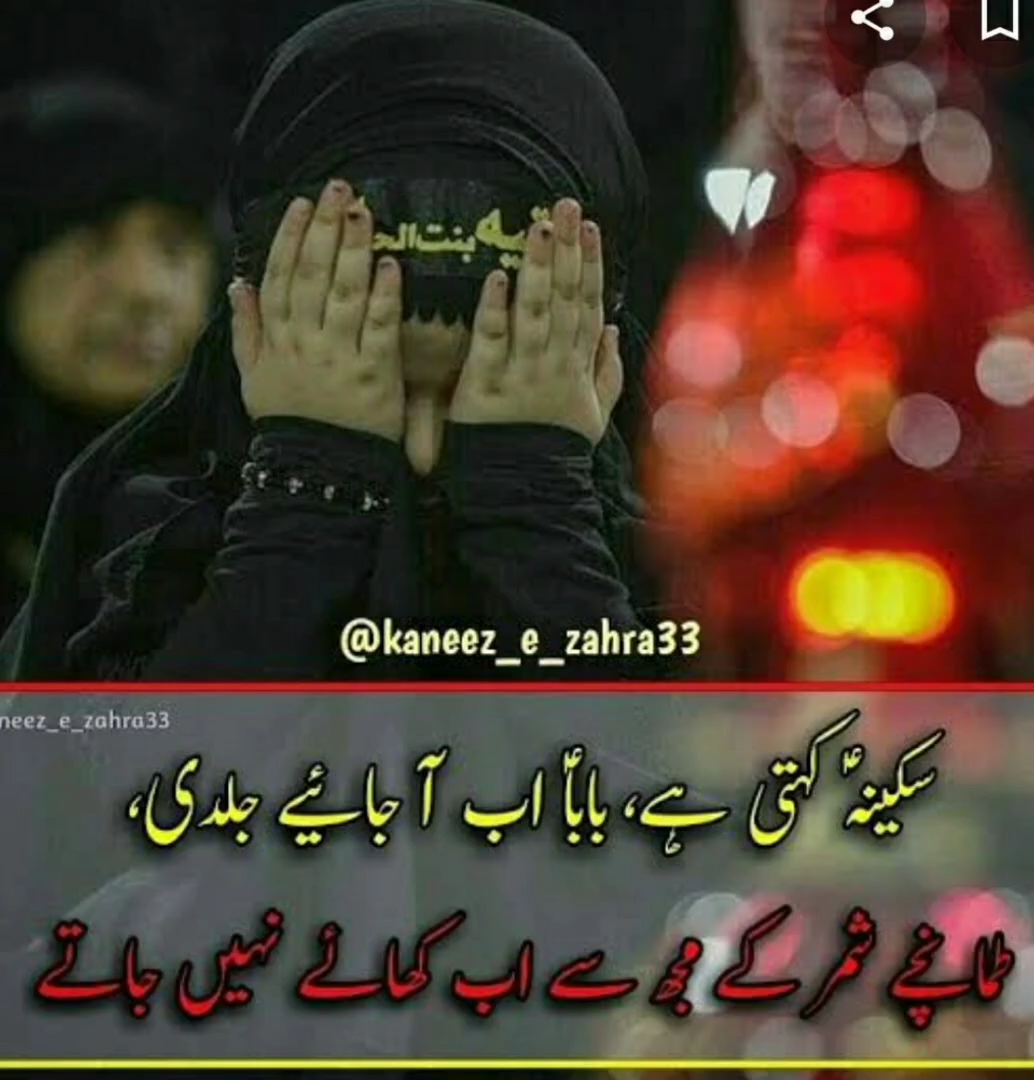 بنت الح
@kaneez_e_zahra33
neez_e_zahra33
سکینہؑ کہتی ہے، باباؑ اب آ جائیے جلدی،
طمانچے شمر کے مجھ سے اب کھائے نہیں جاتے